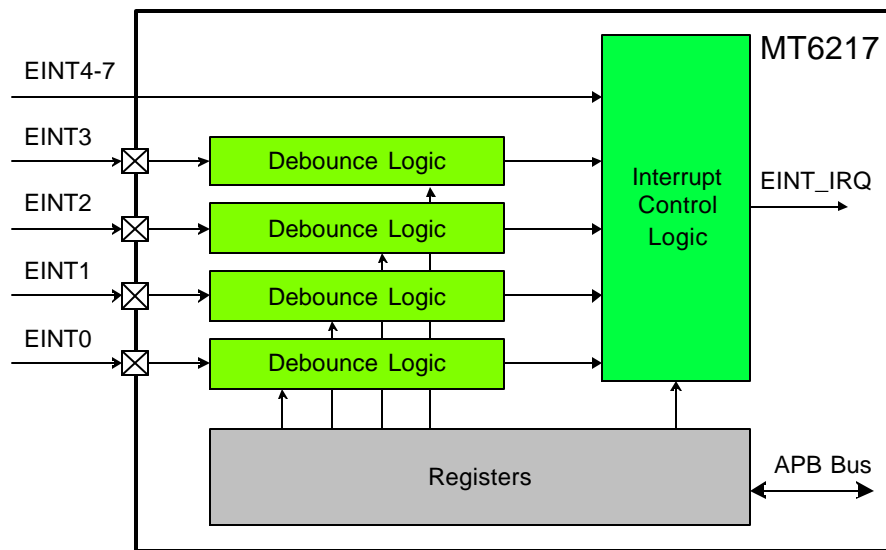 MT6217
EINT4-7
EINT3
Debounce Logic
EINT2
Debounce Logic
EINT1
Debounce Logic
EINT0
Debounce Logic
Interrupt
Control
Logic
EINT_IRQ
Registers
APB Bus